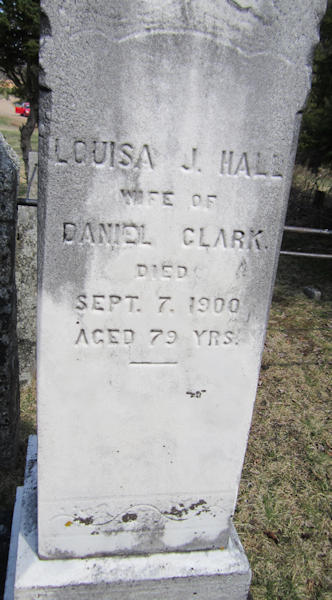 LOUISA J. HALL
WIFE OF
DANIEL CLARK.
DIED
SEPT. 7. 1900
AGED 79 YRS.